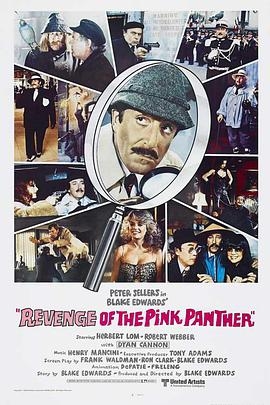 PETER SELLERS
IN
BLAKE EDWARDS'
"REVENGE OF THE PINK PANTHER"
Starring HERBERT LOM · ROBERT WEBBER
with DYAN CANNON
Music HENRY MANCINI · Executive Producer TONY ADAMS
Screen Play by FRANK WALDMAN · RON CLARK · BLAKE EDWARDS
Animation DePATIE-FRELENG
Story by BLAKE EDWARDS · Produced and Directed by BLAKE EDWARDS
United Artists